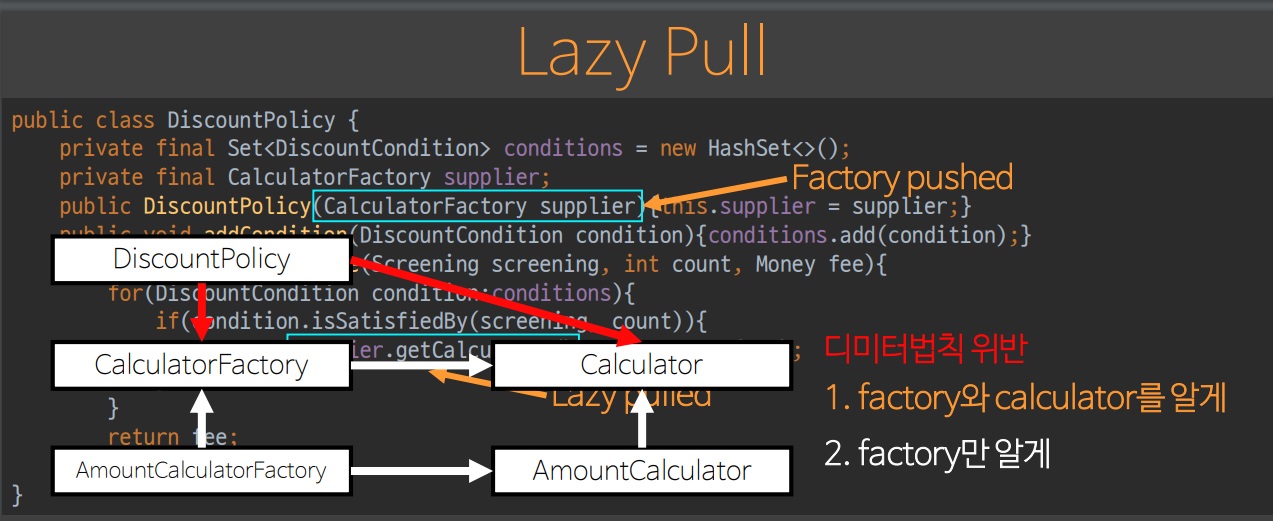 Lazy Pull
public class DiscountPolicy {
private final Set<DiscountCondition> conditions = new HashSet<>();
private final CalculatorFactory supplier;
Factory pushed
public DiscountPolicy(CalculatorFactory supplier){this.supplier = supplier;}
public void addCondition(DiscountCondition condition){conditions.add(condition);}
DiscountPolicy
(Screening screening, int count, Money fee){
for(DiscountCondition condition:conditions){
if(condition.isSatisfiedBy(screening, count)){
디미터법칙 위반
ier.getCalcu
;
CalculatorFactory
Calculator
Lazy pulled
1. factory와 calculator를 알게
}
return fee;
2. factory만 알게
AmountCalculatorFactory
AmountCalculator
}